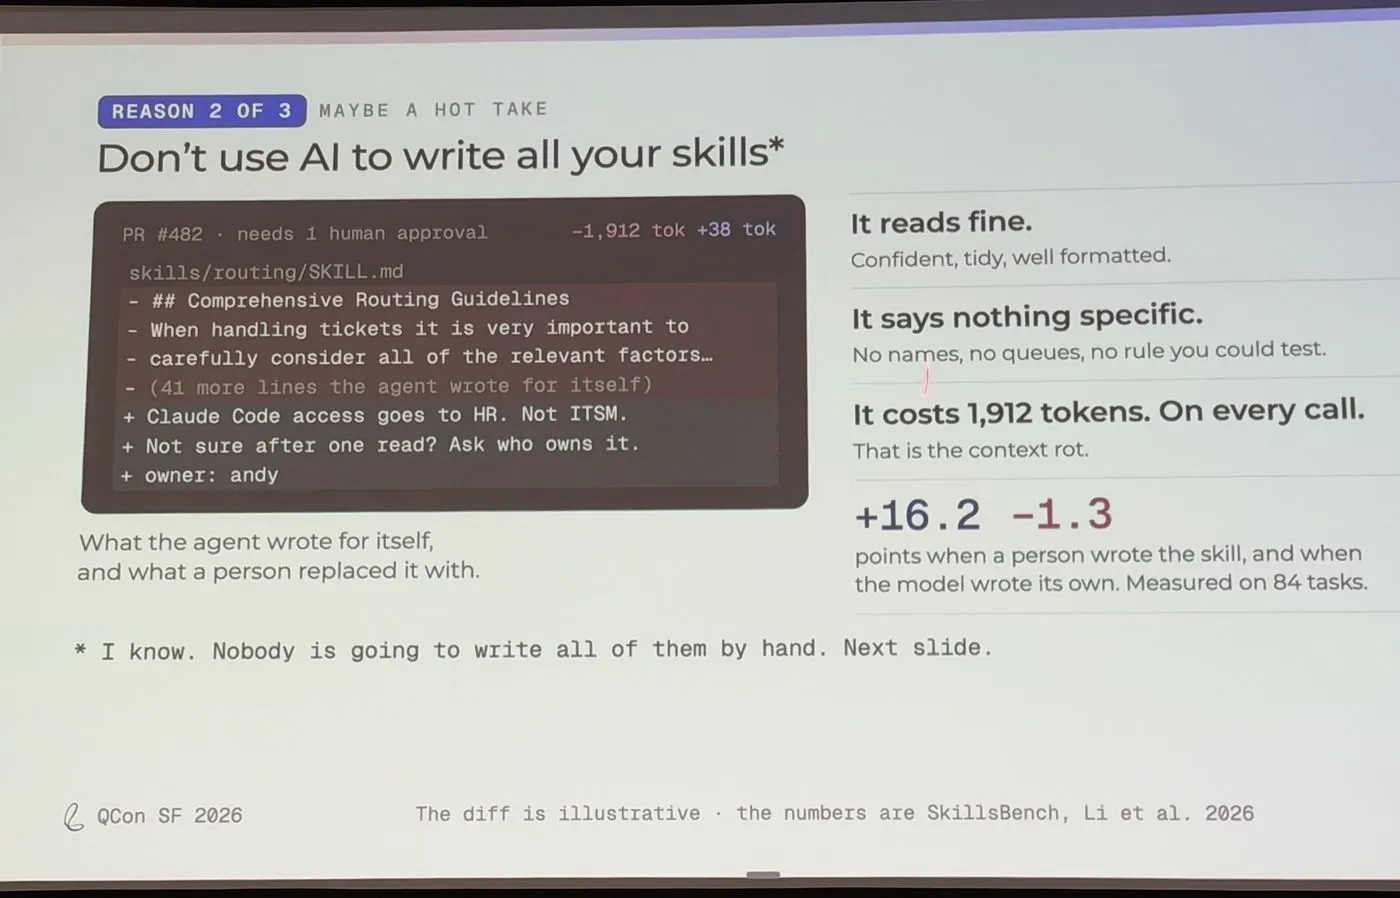 REASON 2 OF 3 MAYBE A HOT TAKE
Don't use AI to write all your skills*
PR #482 · needs 1 human approval −1,912 tok +38 tok
skills/routing/SKILL.md
- ## Comprehensive Routing Guidelines
- When handling tickets it is very important to
- carefully consider all of the relevant factors…
- (41 more lines the agent wrote for itself)
+ Claude Code access goes to HR. Not ITSM.
+ Not sure after one read? Ask who owns it.
+ owner: andy
What the agent wrote for itself,
and what a person replaced it with.
It reads fine.
Confident, tidy, well formatted.
It says nothing specific.
No names, no queues, no rule you could test.
It costs 1,912 tokens. On every call.
That is the context rot.
+16.2 −1.3
points when a person wrote the skill, and when
the model wrote its own. Measured on 84 tasks.
* I know. Nobody is going to write all of them by hand. Next slide.
QCon SF 2026
The diff is illustrative · the numbers are SkillsBench, Li et al. 2026